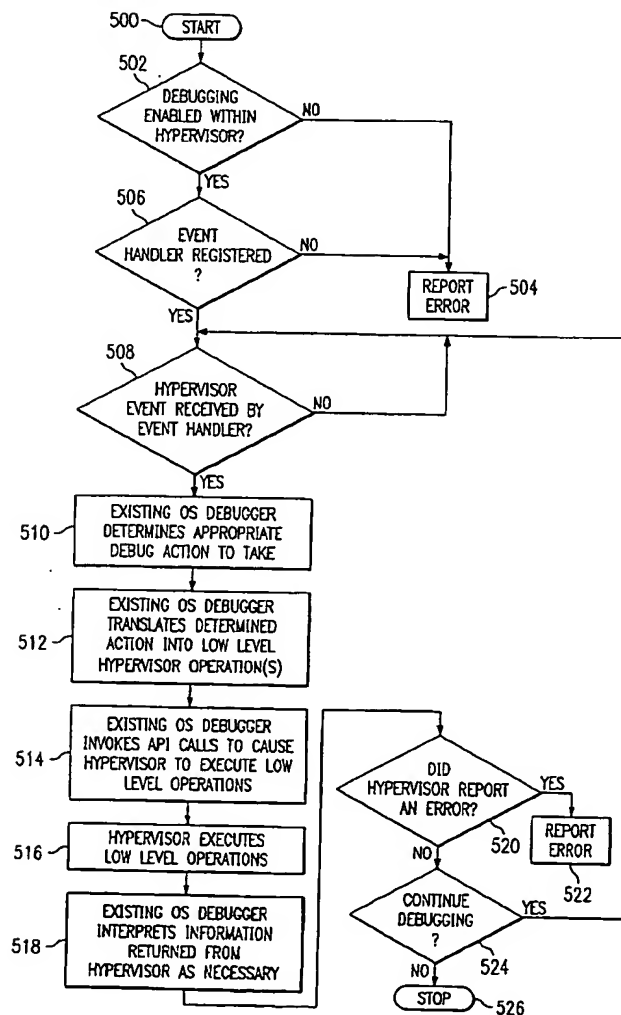 500
START
502
DEBUGGING
ENABLED WITHIN
HYPERVISOR?
NO
YES
506
EVENT
HANDLER REGISTERED
?
NO
REPORT
ERROR
504
YES
508
HYPERVISOR
EVENT RECEIVED BY
EVENT HANDLER?
NO
YES
510
EXISTING OS DEBUGGER
DETERMINES APPROPRIATE
DEBUG ACTION TO TAKE
512
EXISTING OS DEBUGGER
TRANSLATES DETERMINED
ACTION INTO LOW LEVEL
HYPERVISOR OPERATION(S)
514
EXISTING OS DEBUGGER
INVOKES API CALLS TO CAUSE
HYPERVISOR TO EXECUTE LOW
LEVEL OPERATIONS
516
HYPERVISOR EXECUTES
LOW LEVEL OPERATIONS
518
EXISTING OS DEBUGGER
INTERPRETS INFORMATION
RETURNED FROM
HYPERVISOR AS NECESSARY
DID
HYPERVISOR REPORT
AN ERROR?
YES
520
REPORT
ERROR
522
NO
CONTINUE
DEBUGGING
?
YES
524
NO
STOP
526